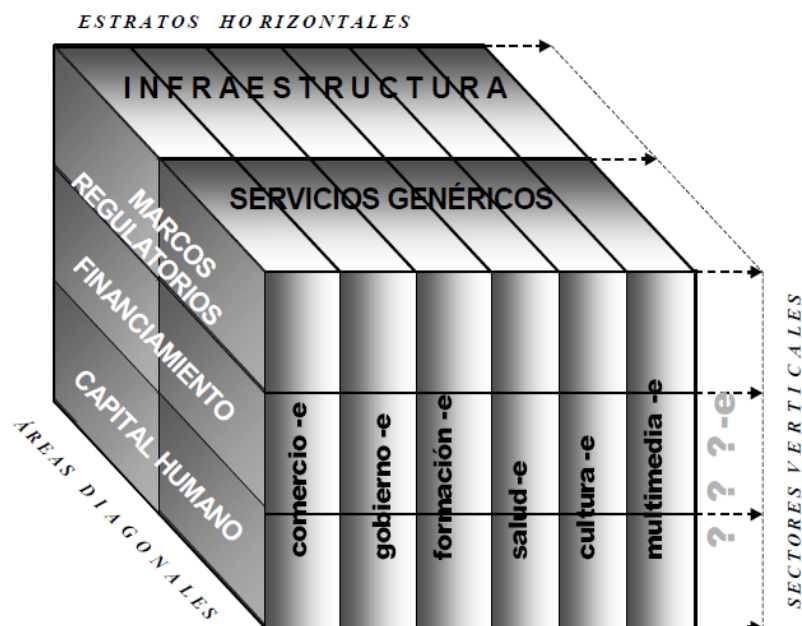 ESTRATOS HORIZONTALES
INFRAESTRUCTURA
SERVICIOS GENÉRICOS
MARCOS
REGULATORIOS
FINANCIAMIENTO
CAPITAL HUMANO
ÁREAS DIAGONALES
comercio -e
gobierno -e
formación -e
salud -e
cultura -e
multimedia -e
? ? ? -e
SECTORES VERTICALES